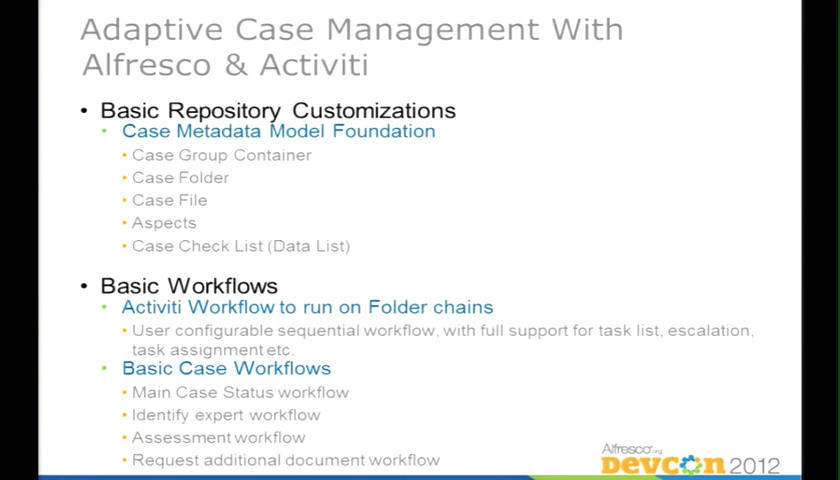 Adaptive Case Management With
Alfresco & Activiti
• Basic Repository Customizations
• Case Metadata Model Foundation
• Case Group Container
• Case Folder
• Case File
• Aspects
• Case Check List (Data List)
• Basic Workflows
• Activiti Workflow to run on Folder chains
• User configurable sequential workflow, with full support for task list, escalation,
task assignment etc.
• Basic Case Workflows
• Main Case Status workflow
• Identify expert workflow
• Assessment workflow
• Request additional document workflow
Alfresco.org
DEVCON 2012